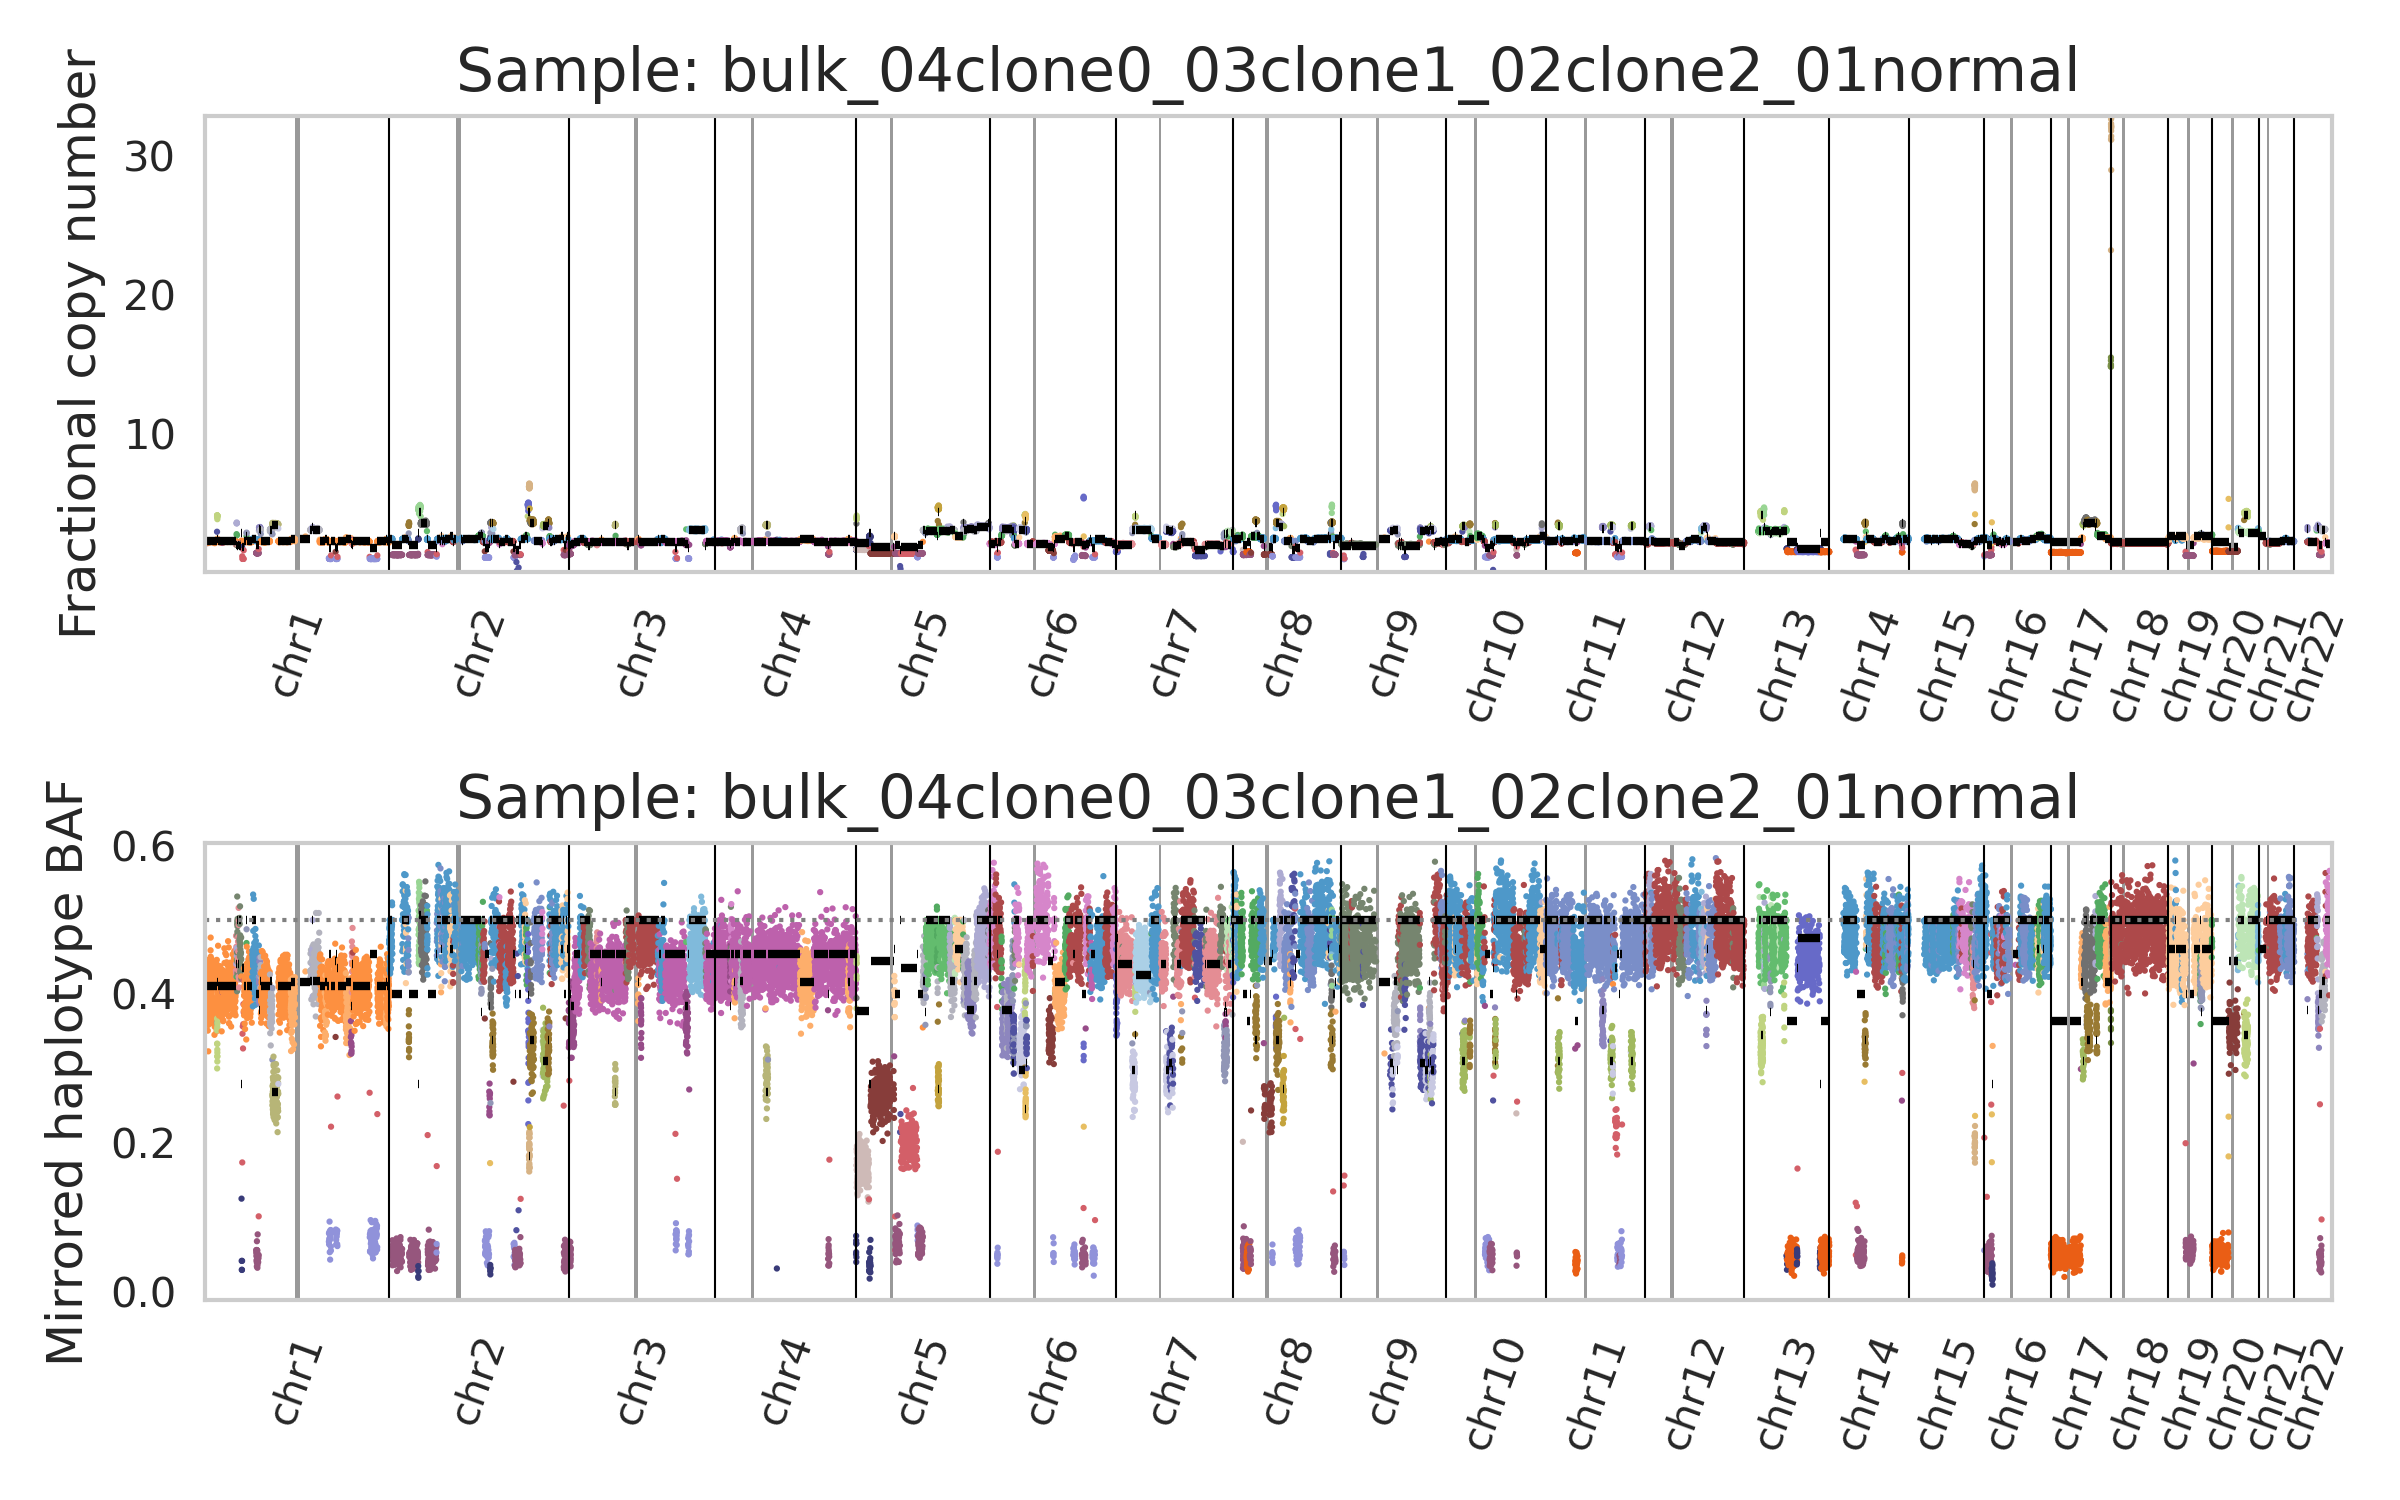 Sample: bulk_04clone0_03clone1_02clone2_01normal
Fractional copy number
30
20
10
chr1 chr2 chr3 chr4 chr5 chr6 chr7 chr8 chr9 chr10 chr11 chr12 chr13 chr14 chr15 chr16 chr17 chr18 chr19 chr20 chr21 chr22
Sample: bulk_04clone0_03clone1_02clone2_01normal
Mirrored haplotype BAF
0.6
0.4
0.2
0.0
chr1 chr2 chr3 chr4 chr5 chr6 chr7 chr8 chr9 chr10 chr11 chr12 chr13 chr14 chr15 chr16 chr17 chr18 chr19 chr20 chr21 chr22